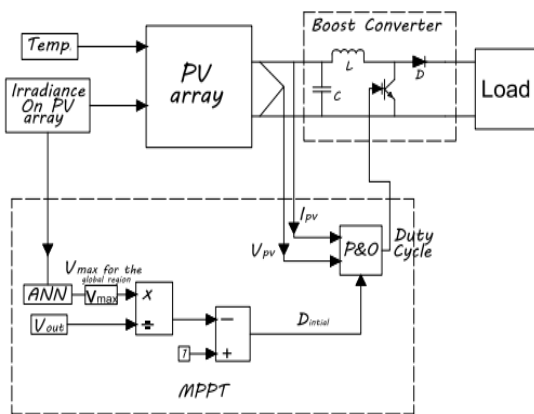 Boost Converter
Temp.
PV
array
L
C
D
Load
Irradiance
On PV
array
Ipv
Vpv
P&O
Duty
Cycle
Vmax for the
global region
ANN
Vmax
X
÷
Vout
−
+
1
Dintial
MPPT